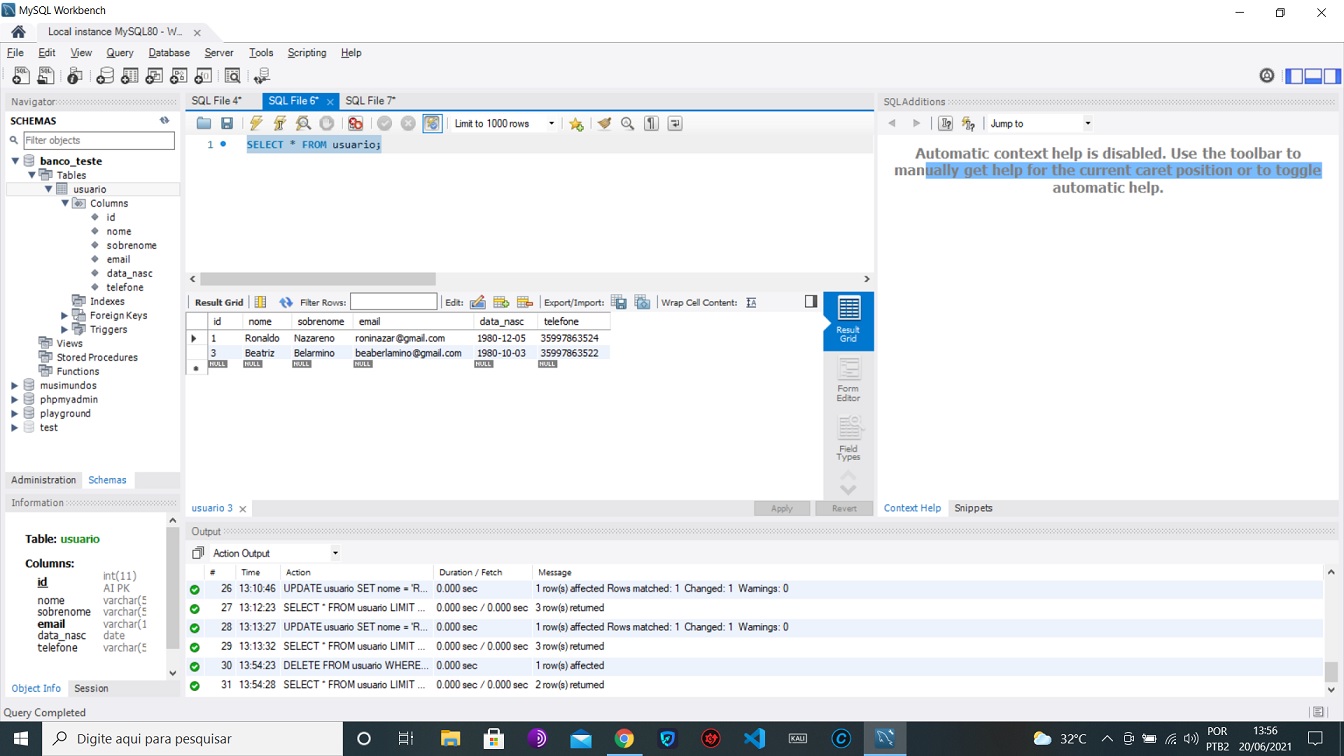 MySQL Workbench
Local instance MySQL80 - W...
File Edit View Query Database Server Tools Scripting Help
Navigator
SCHEMAS
Filter objects
banco_teste
Tables
usuario
Columns
id
nome
sobrenome
email
data_nasc
telefone
Indexes
Foreign Keys
Triggers
Views
Stored Procedures
Functions
musimundos
phpmyadmin
playground
test
Administration Schemas
Information
Table: usuario
Columns:
id int(11)
AI PK
nome varchar(5
sobrenome varchar(5
email varchar(1
data_nasc date
telefone varchar(5
Object Info Session
SQL File 4* SQL File 6* SQL File 7*
Limit to 1000 rows
1 SELECT * FROM usuario;
Result Grid Filter Rows: Edit: Export/Import: Wrap Cell Content:
id nome sobrenome email data_nasc telefone
1 Ronaldo Nazareno roninazar@gmail.com 1980-12-05 35997863524
3 Beatriz Belarmino beaberlamino@gmail.com 1980-10-03 35997863522
NULL NULL NULL NULL NULL NULL
Result Grid
Form Editor
Field Types
usuario 3 Apply Revert
SQLAdditions
Jump to
Automatic context help is disabled. Use the toolbar to
manually get help for the current caret position or to toggle
automatic help.
Context Help Snippets
Output
Action Output
# Time Action Duration / Fetch Message
26 13:10:46 UPDATE usuario SET nome = 'R... 0.000 sec 1 row(s) affected Rows matched: 1 Changed: 1 Warnings: 0
27 13:12:23 SELECT * FROM usuario LIMIT ... 0.000 sec / 0.000 sec 3 row(s) returned
28 13:13:27 UPDATE usuario SET nome = 'R... 0.000 sec 1 row(s) affected Rows matched: 1 Changed: 1 Warnings: 0
29 13:13:32 SELECT * FROM usuario LIMIT ... 0.000 sec / 0.000 sec 3 row(s) returned
30 13:54:23 DELETE FROM usuario WHERE... 0.000 sec 1 row(s) affected
31 13:54:28 SELECT * FROM usuario LIMIT ... 0.000 sec / 0.000 sec 2 row(s) returned
Query Completed
Digite aqui para pesquisar
KALI
32°C
POR
PTB2
13:56
20/06/2021